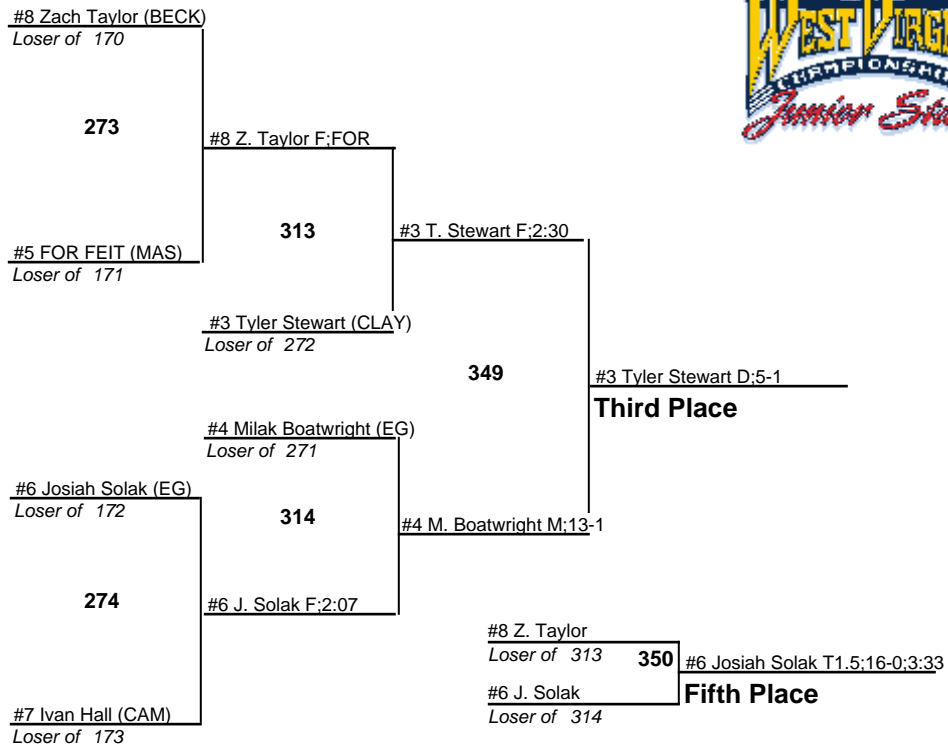 #8 Zach Taylor (BECK)
Loser of 170
WEST
CHAMPIONSHI
Junior
273
#8 Z. Taylor F;FOR
313
#3 T. Stewart F;2:30
#5 FOR FEIT (MAS)
Loser of 171
#3 Tyler Stewart (CLAY)
Loser of 272
349
#3 Tyler Stewart D;5-1
Third Place
#4 Milak Boatwright (EG)
Loser of 271
#6 Josiah Solak (EG)
Loser of 172
314
#4 M. Boatwright M;13-1
274
#6 J. Solak F;2:07
#8 Z. Taylor
Loser of 313
350
#6 Josiah Solak T1.5;16-0;3:33
Fifth Place
#6 J. Solak
Loser of 314
#7 Ivan Hall (CAM)
Loser of 173